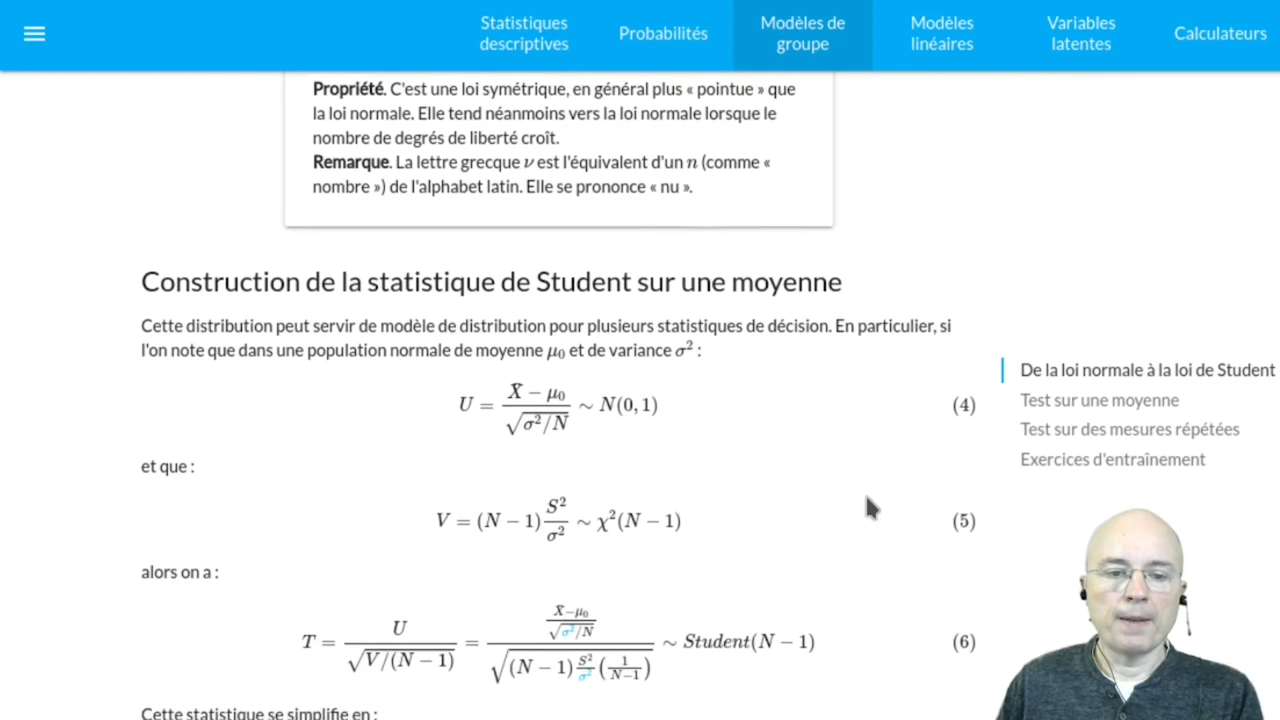 Statistiques descriptives
Probabilités
Modèles de groupe
Modèles linéaires
Variables latentes
Calculateurs
Propriété. C'est une loi symétrique, en général plus « pointue » que
la loi normale. Elle tend néanmoins vers la loi normale lorsque le
nombre de degrés de liberté croît.
Remarque. La lettre grecque ν est l'équivalent d'un n (comme «
nombre ») de l'alphabet latin. Elle se prononce « nu ».
Construction de la statistique de Student sur une moyenne
Cette distribution peut servir de modèle de distribution pour plusieurs statistiques de décision. En particulier, si
l'on note que dans une population normale de moyenne μ₀ et de variance σ² :
U = (X̄ − μ₀) / √(σ²/N) ∼ N(0, 1) (4)
et que :
V = (N − 1) S²/σ² ∼ χ²(N − 1) (5)
alors on a :
T = U / √(V/(N − 1)) = ((X̄−μ₀) / √(σ²/N)) / √((N − 1) S²/σ² (1/(N−1))) ∼ Student(N − 1) (6)
Cette statistique se simplifie en :
De la loi normale à la loi de Student
Test sur une moyenne
Test sur des mesures répétées
Exercices d'entraînement